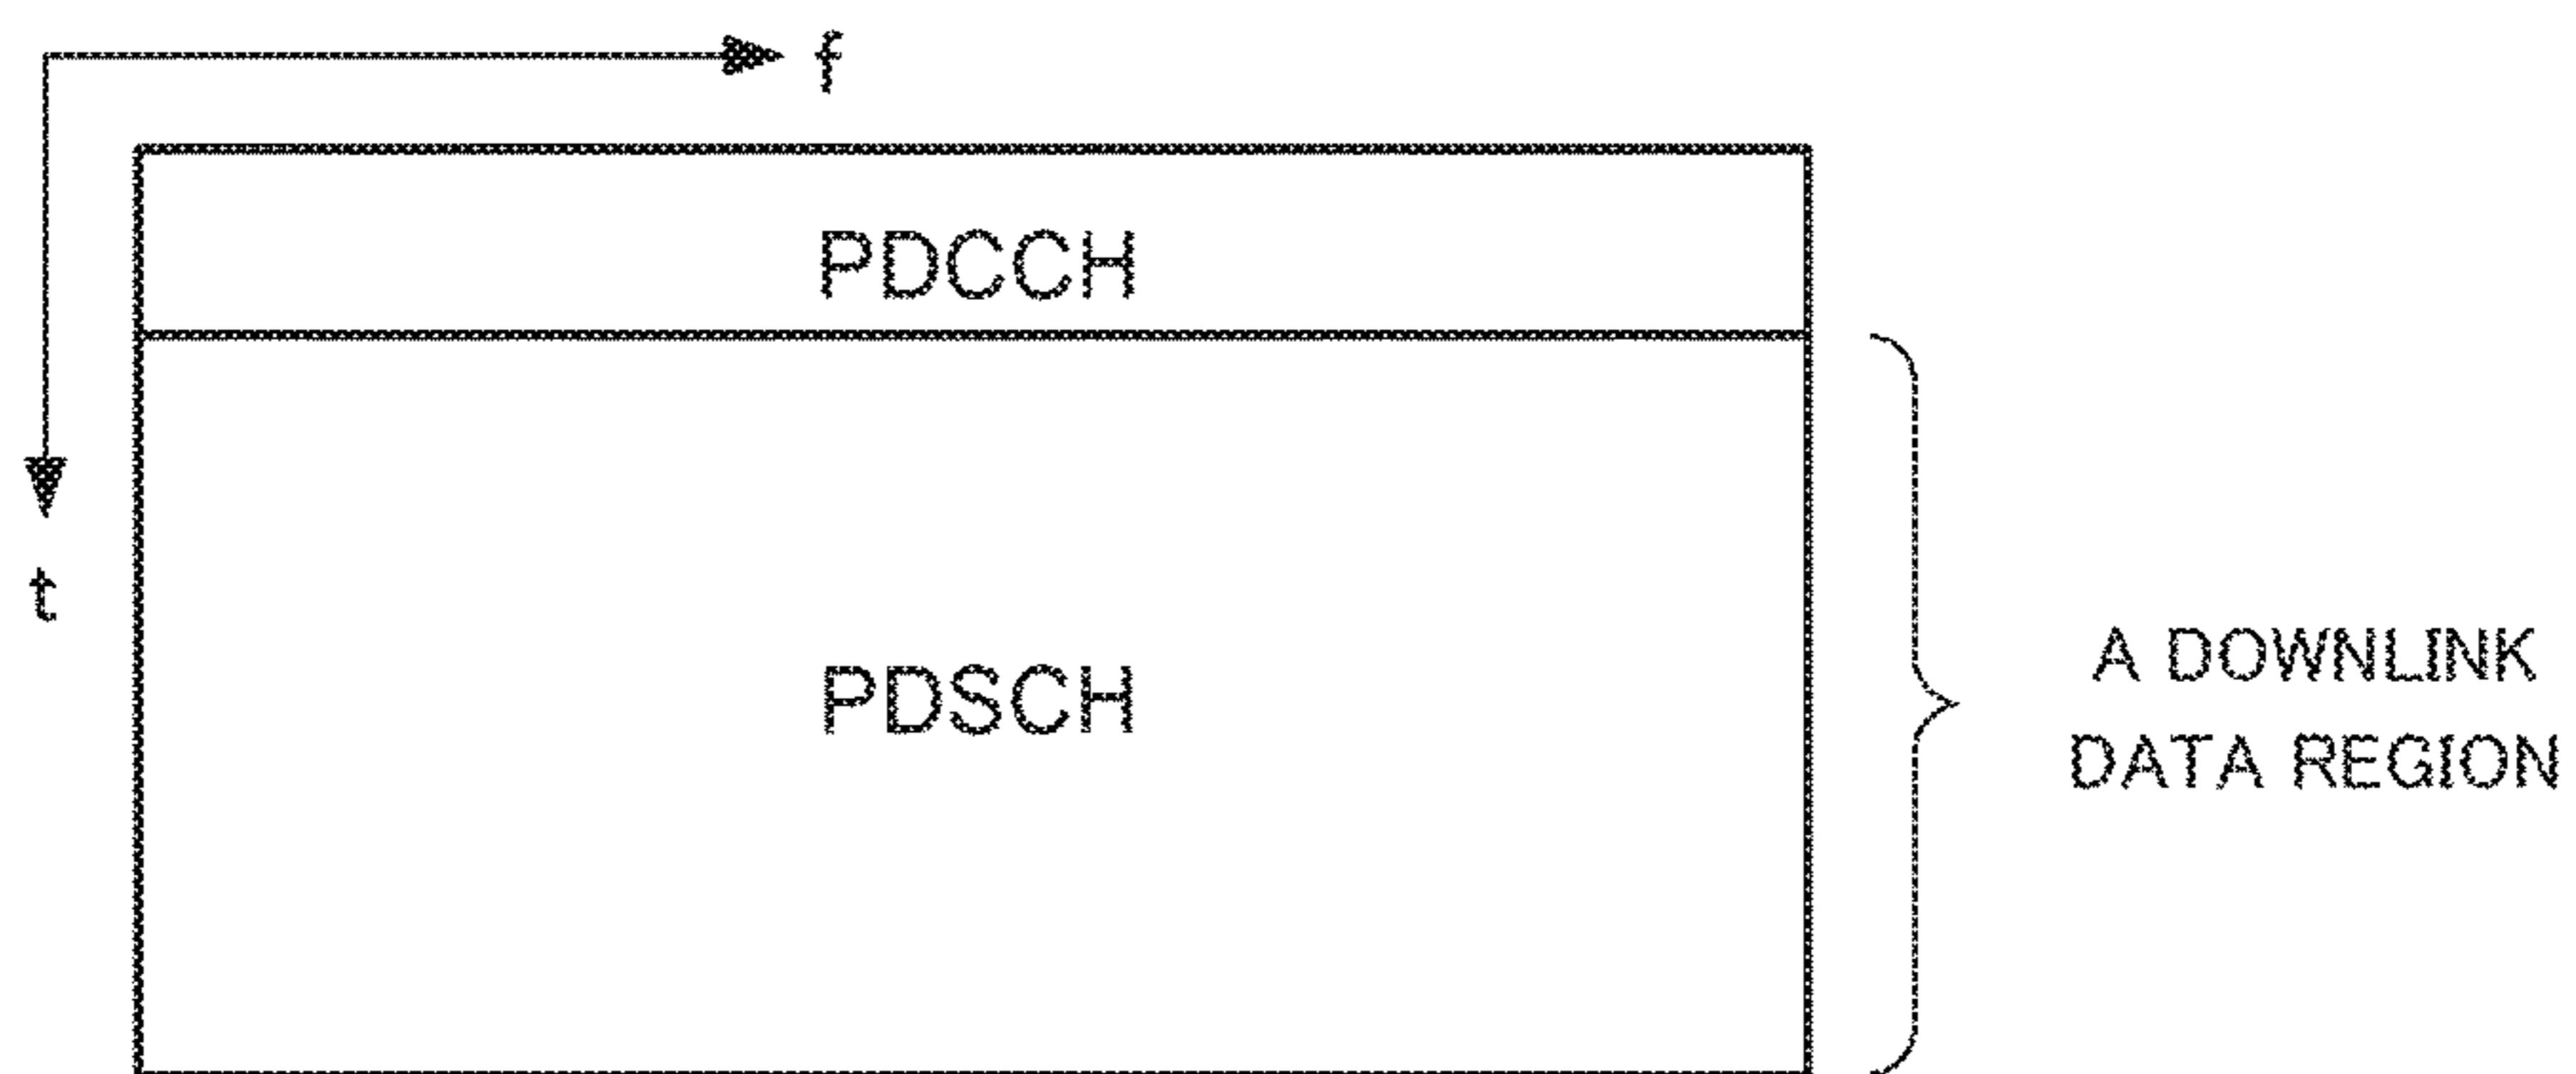 f
PDCCH
t
PDSCH
A DOWNLINK
DATA REGION